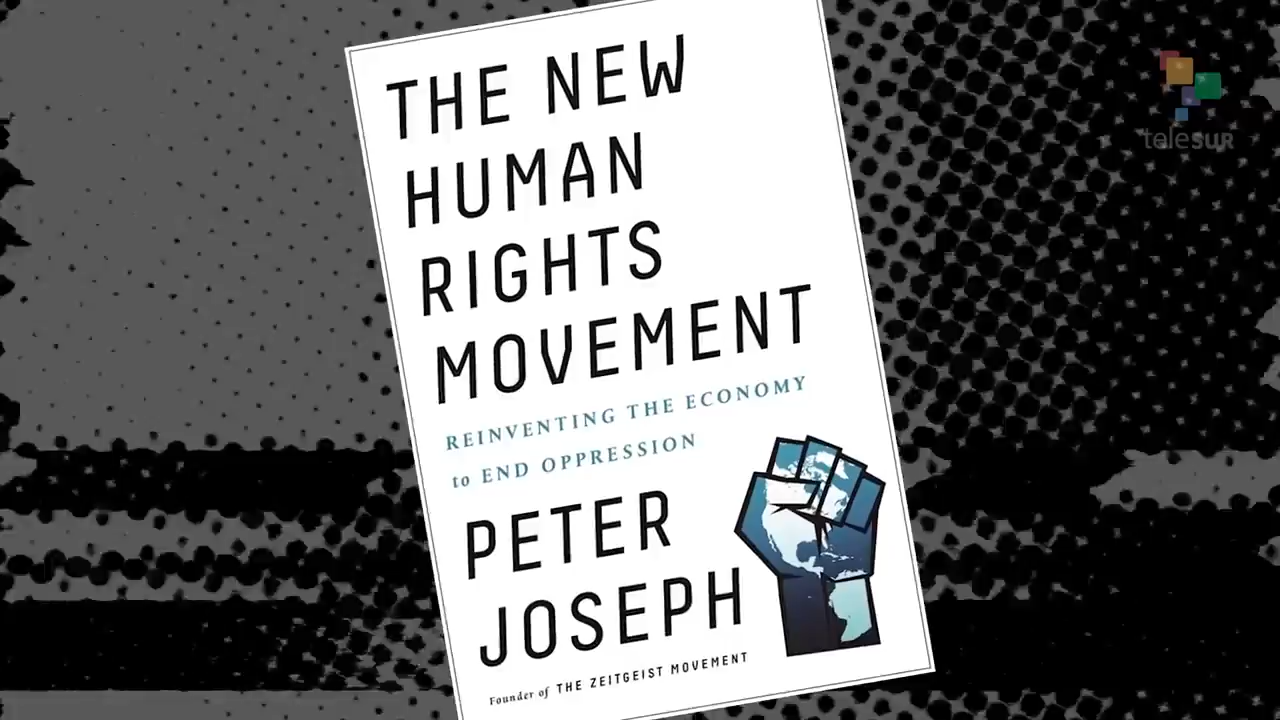 THE NEW
HUMAN
RIGHTS
MOVEMENT
REINVENTING THE ECONOMY
to END OPPRESSION
PETER
JOSEPH
Founder of THE ZEITGEIST MOVEMENT
teleSUR